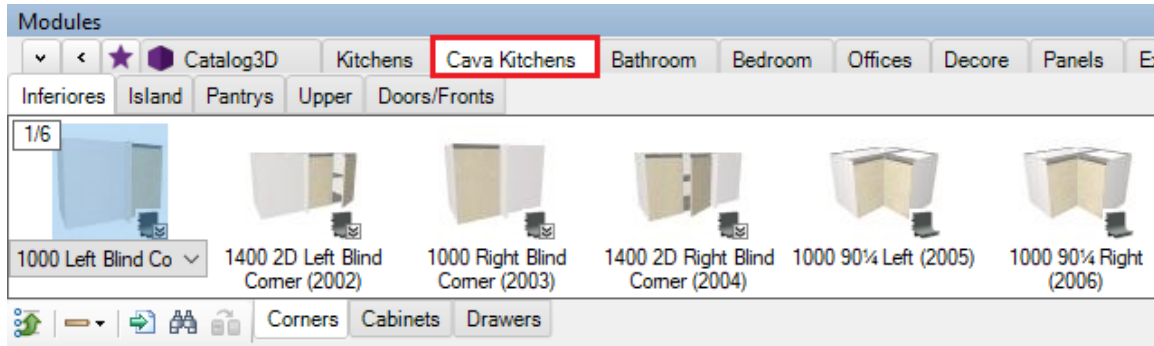 Modules
Catalog3D Kitchens Cava Kitchens Bathroom Bedroom Offices Decore Panels
Inferiores Island Pantrys Upper Doors/Fronts
1/6
1000 Left Blind Co 1400 2D Left Blind 1000 Right Blind 1400 2D Right Blind 1000 90¼ Left (2005) 1000 90¼ Right
Corner (2002) Corner (2003) Corner (2004) (2006)
Corners Cabinets Drawers